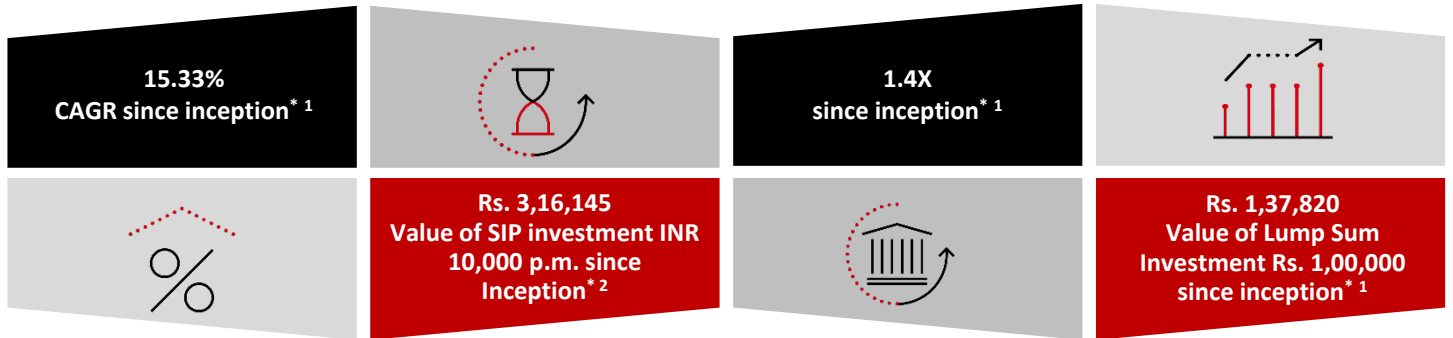 15.33%
CAGR since inception* 1
1.4X
since inception* 1
Rs. 3,16,145
Value of SIP investment INR
10,000 p.m. since
Inception* 2
Rs. 1,37,820
Value of Lump Sum
Investment Rs. 1,00,000
since inception* 1